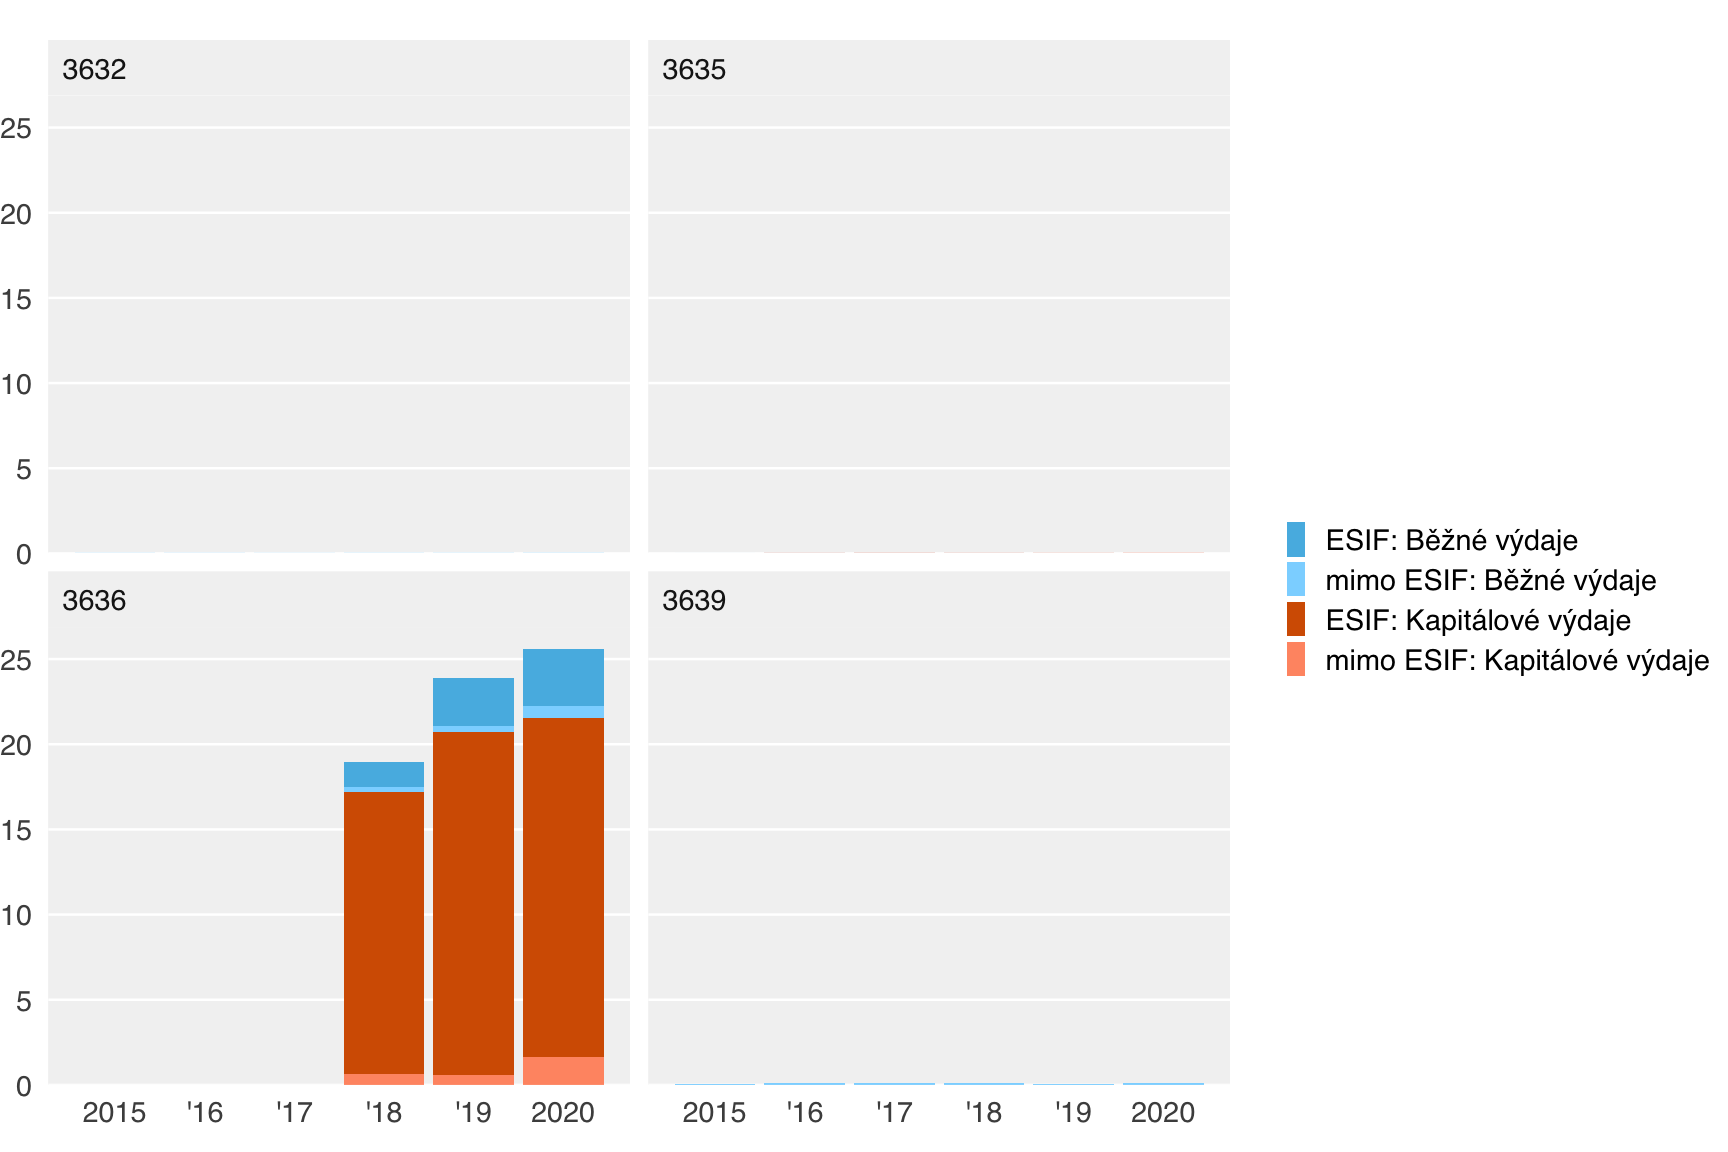 3632
3635
25
20
15
10
5
0
3636
3639
25
20
15
10
5
0
2015 '16 '17 '18 '19 2020
2015 '16 '17 '18 '19 2020
ESIF: Běžné výdaje
mimo ESIF: Běžné výdaje
ESIF: Kapitálové výdaje
mimo ESIF: Kapitálové výdaje